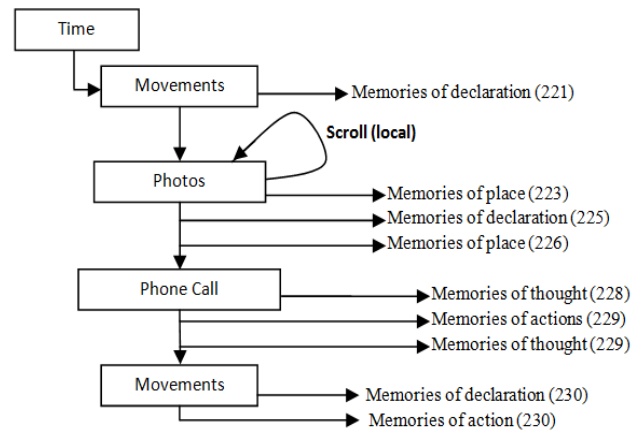 Time
Movements
Memories of declaration (221)
Scroll (local)
Photos
Memories of place (223)
Memories of declaration (225)
Memories of place (226)
Phone Call
Memories of thought (228)
Memories of actions (229)
Memories of thought (229)
Movements
Memories of declaration (230)
Memories of action (230)